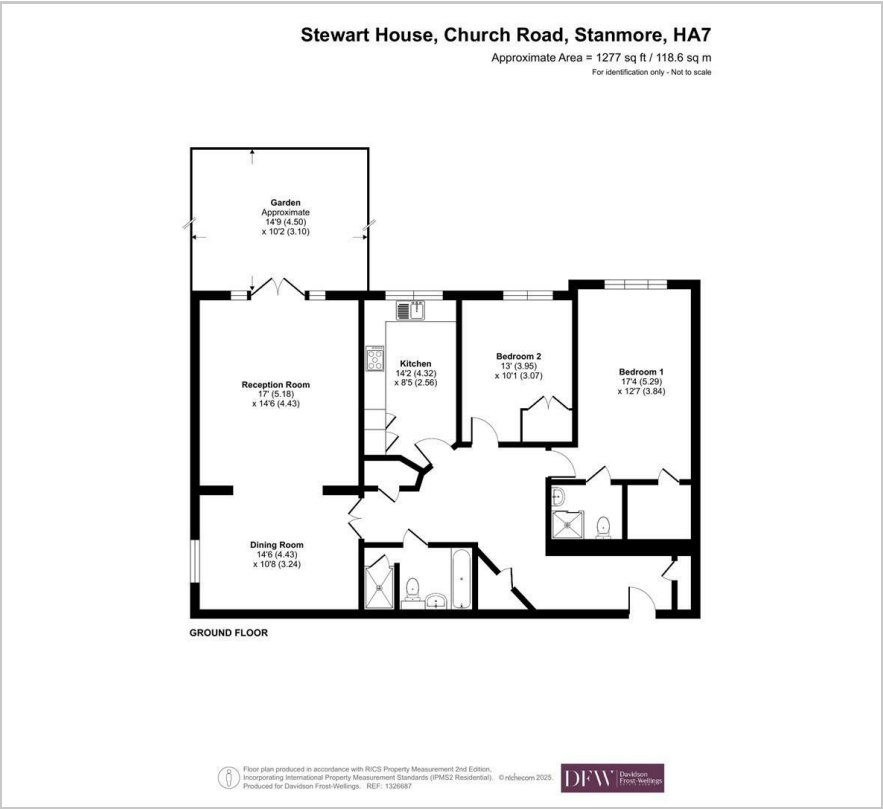 Stewart House, Church Road, Stanmore, HA7
Approximate Area = 1277 sq ft / 118.6 sq m
For identification only - Not to scale
Garden
Approximate
14'9 (4.50)
x 10'2 (3.10)
Reception Room
17' (5.18)
x 14'6 (4.43)
Kitchen
14'2 (4.32)
x 8'5 (2.56)
Bedroom 2
13' (3.95)
x 10'1 (3.07)
Bedroom 1
17'4 (5.29)
x 12'7 (3.84)
Dining Room
14'6 (4.43)
x 10'8 (3.24)
GROUND FLOOR
Floor plan produced in accordance with RICS Property Measurement 2nd Edition,
Incorporating International Property Measurement Standards (IPMS2 Residential). © nichecom 2025.
Produced for Davidson Frost-Wellings. REF: 1326687
DFW
Davidson
Frost-Wellings